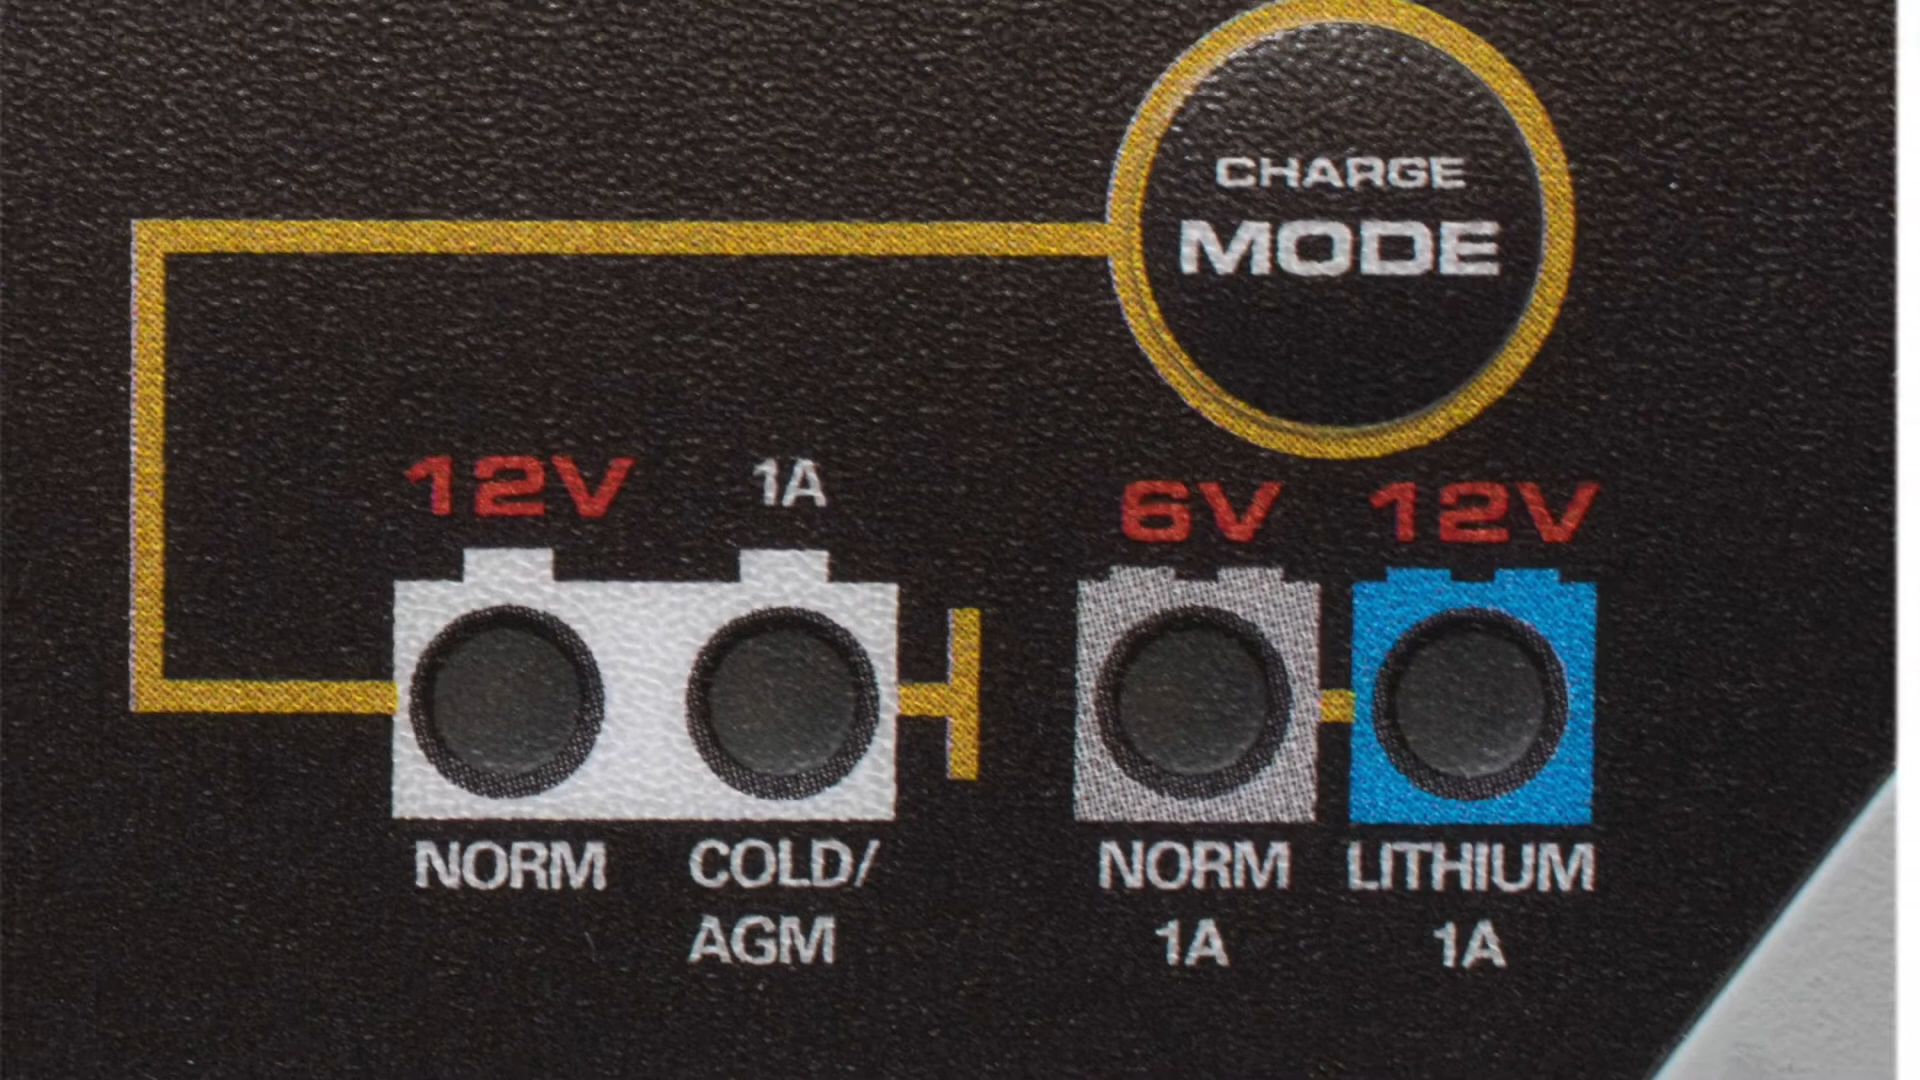 CHARGE
MODE
12V 1A
6V 12V
NORM COLD/
AGM
NORM LITHIUM
1A 1A